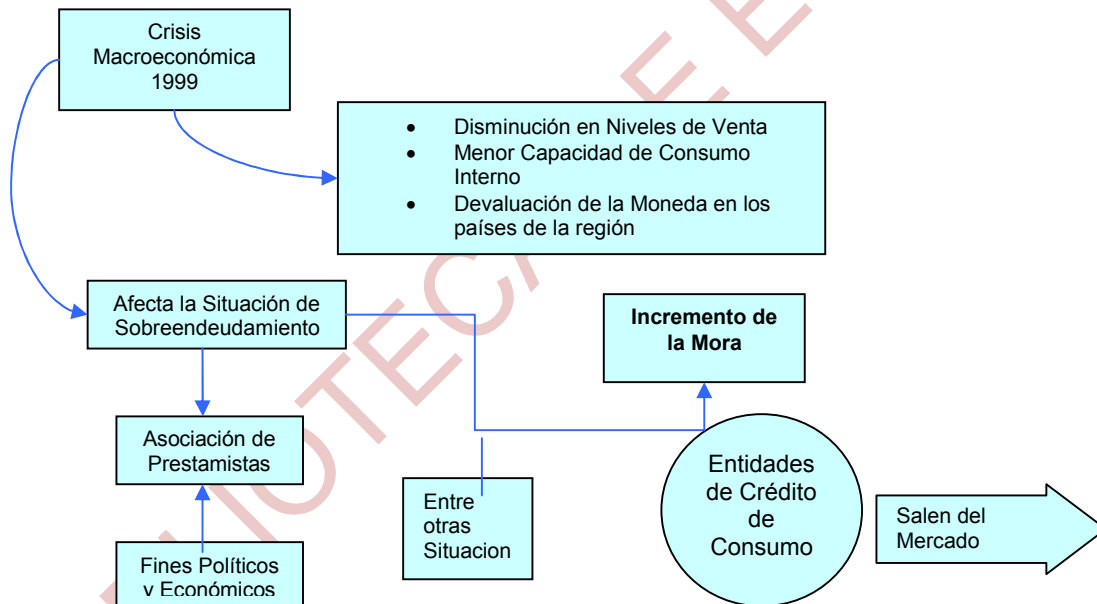 Crisis
Macroeconómica
1999
• Disminución en Niveles de Venta
• Menor Capacidad de Consumo
Interno
• Devaluación de la Moneda en los
países de la región
Afecta la Situación de
Sobreendeudamiento
Incremento de
la Mora
Asociación de
Prestamistas
Entre
otras
Situacion
Entidades
de Crédito
de
Consumo
Salen del
Mercado
Fines Políticos
y Económicos
LIOTECA E